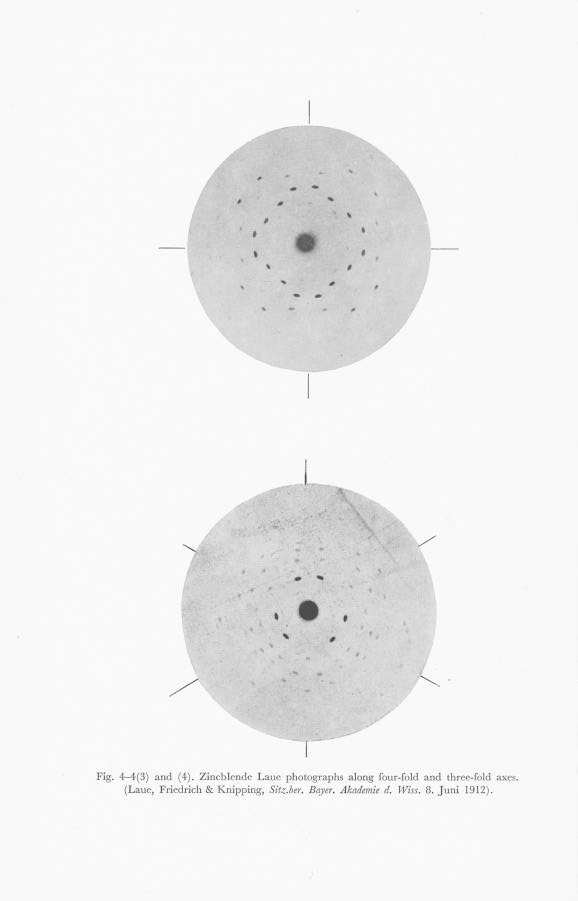 Fig. 4–4(3) and (4). Zincblende Laue photographs along four-fold and three-fold axes.
(Laue, Friedrich & Knipping, Sitz.ber. Bayer. Akademie d. Wiss. 8. Juni 1912).